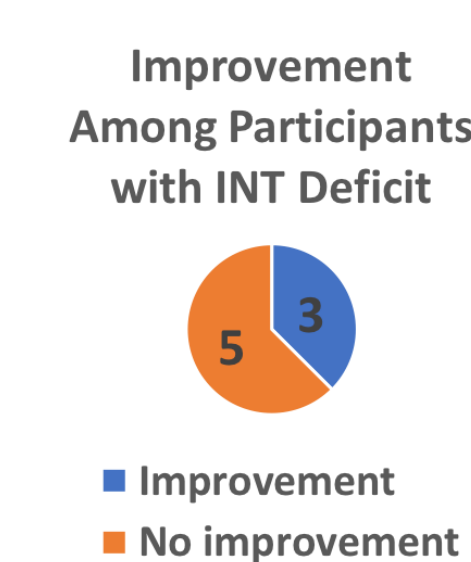 Improvement
Among Participants
with INT Deficit
3
5
Improvement
No improvement